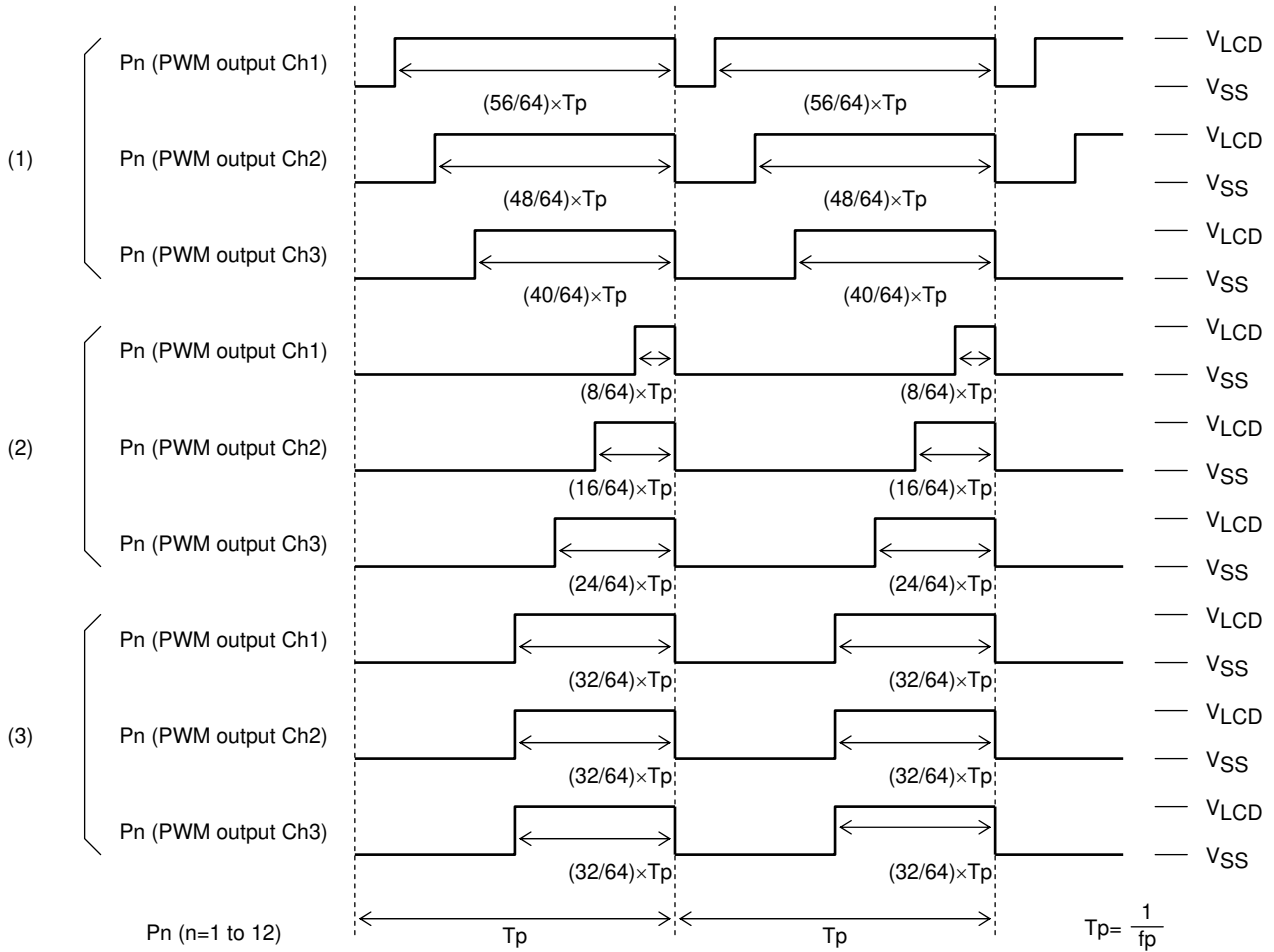 (1)
Pn (PWM output Ch1)
(56/64)×Tp
(56/64)×Tp
VLCD
VSS
Pn (PWM output Ch2)
(48/64)×Tp
(48/64)×Tp
VLCD
VSS
Pn (PWM output Ch3)
(40/64)×Tp
(40/64)×Tp
VLCD
VSS
(2)
Pn (PWM output Ch1)
(8/64)×Tp
(8/64)×Tp
VLCD
VSS
Pn (PWM output Ch2)
(16/64)×Tp
(16/64)×Tp
VLCD
VSS
Pn (PWM output Ch3)
(24/64)×Tp
(24/64)×Tp
VLCD
VSS
(3)
Pn (PWM output Ch1)
(32/64)×Tp
(32/64)×Tp
VLCD
VSS
Pn (PWM output Ch2)
(32/64)×Tp
(32/64)×Tp
VLCD
VSS
Pn (PWM output Ch3)
(32/64)×Tp
(32/64)×Tp
VLCD
VSS
Pn (n=1 to 12)
Tp
Tp
Tp= 1/fp